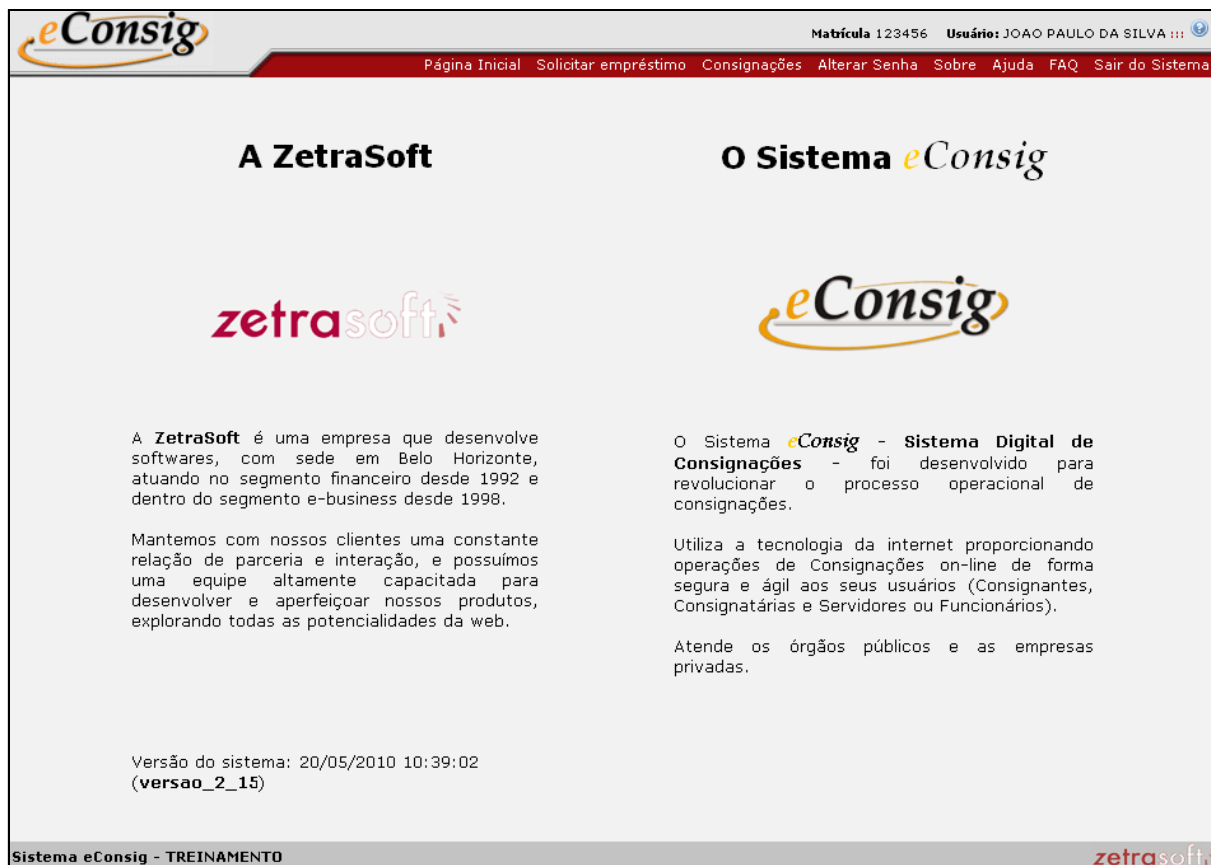 eConsig
Matrícula 123456 Usuário: JOAO PAULO DA SILVA :::
Página Inicial Solicitar empréstimo Consignações Alterar Senha Sobre Ajuda FAQ Sair do Sistema
A ZetraSoft
zetrasoft
A ZetraSoft é uma empresa que desenvolve
softwares, com sede em Belo Horizonte,
atuando no segmento financeiro desde 1992 e
dentro do segmento e-business desde 1998.
Mantemos com nossos clientes uma constante
relação de parceria e interação, e possuímos
uma equipe altamente capacitada para
desenvolver e aperfeiçoar nossos produtos,
explorando todas as potencialidades da web.
Versão do sistema: 20/05/2010 10:39:02
(versao_2_15)
O Sistema eConsig
eConsig
O Sistema eConsig - Sistema Digital de
Consignações - foi desenvolvido para
revolucionar o processo operacional de
consignações.
Utiliza a tecnologia da internet proporcionando
operações de Consignações on-line de forma
segura e ágil aos seus usuários (Consignantes,
Consignatárias e Servidores ou Funcionários).
Atende os órgãos públicos e as empresas
privadas.
Sistema eConsig - TREINAMENTO
zetrasoft